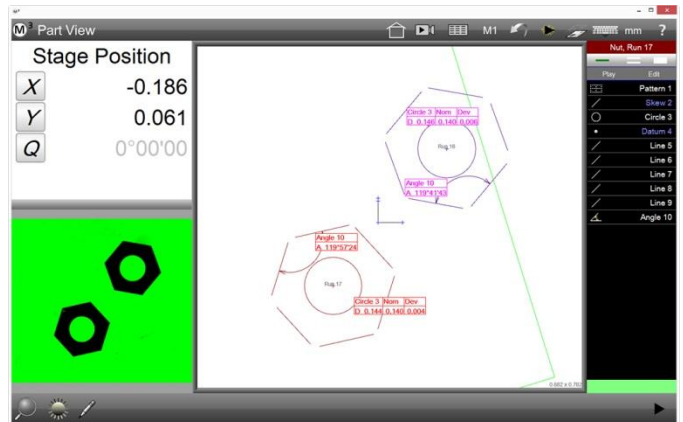 M³ Part View
M1
mm
?
Stage Position
X -0.186
Y 0.061
Q 0°00'00
Circle 3 Nom Dev
D 0.146 0.140 0.006
Run 16
Angle 10
A 119°41'43
Angle 10
A 119°57'24
Run 17
Circle 3 Nom Dev
D 0.144 0.140 0.004
Nut, Run 17
Play Edit
Pattern 1
Skew 2
Circle 3
Datum 4
Line 5
Line 6
Line 7
Line 8
Line 9
Angle 10